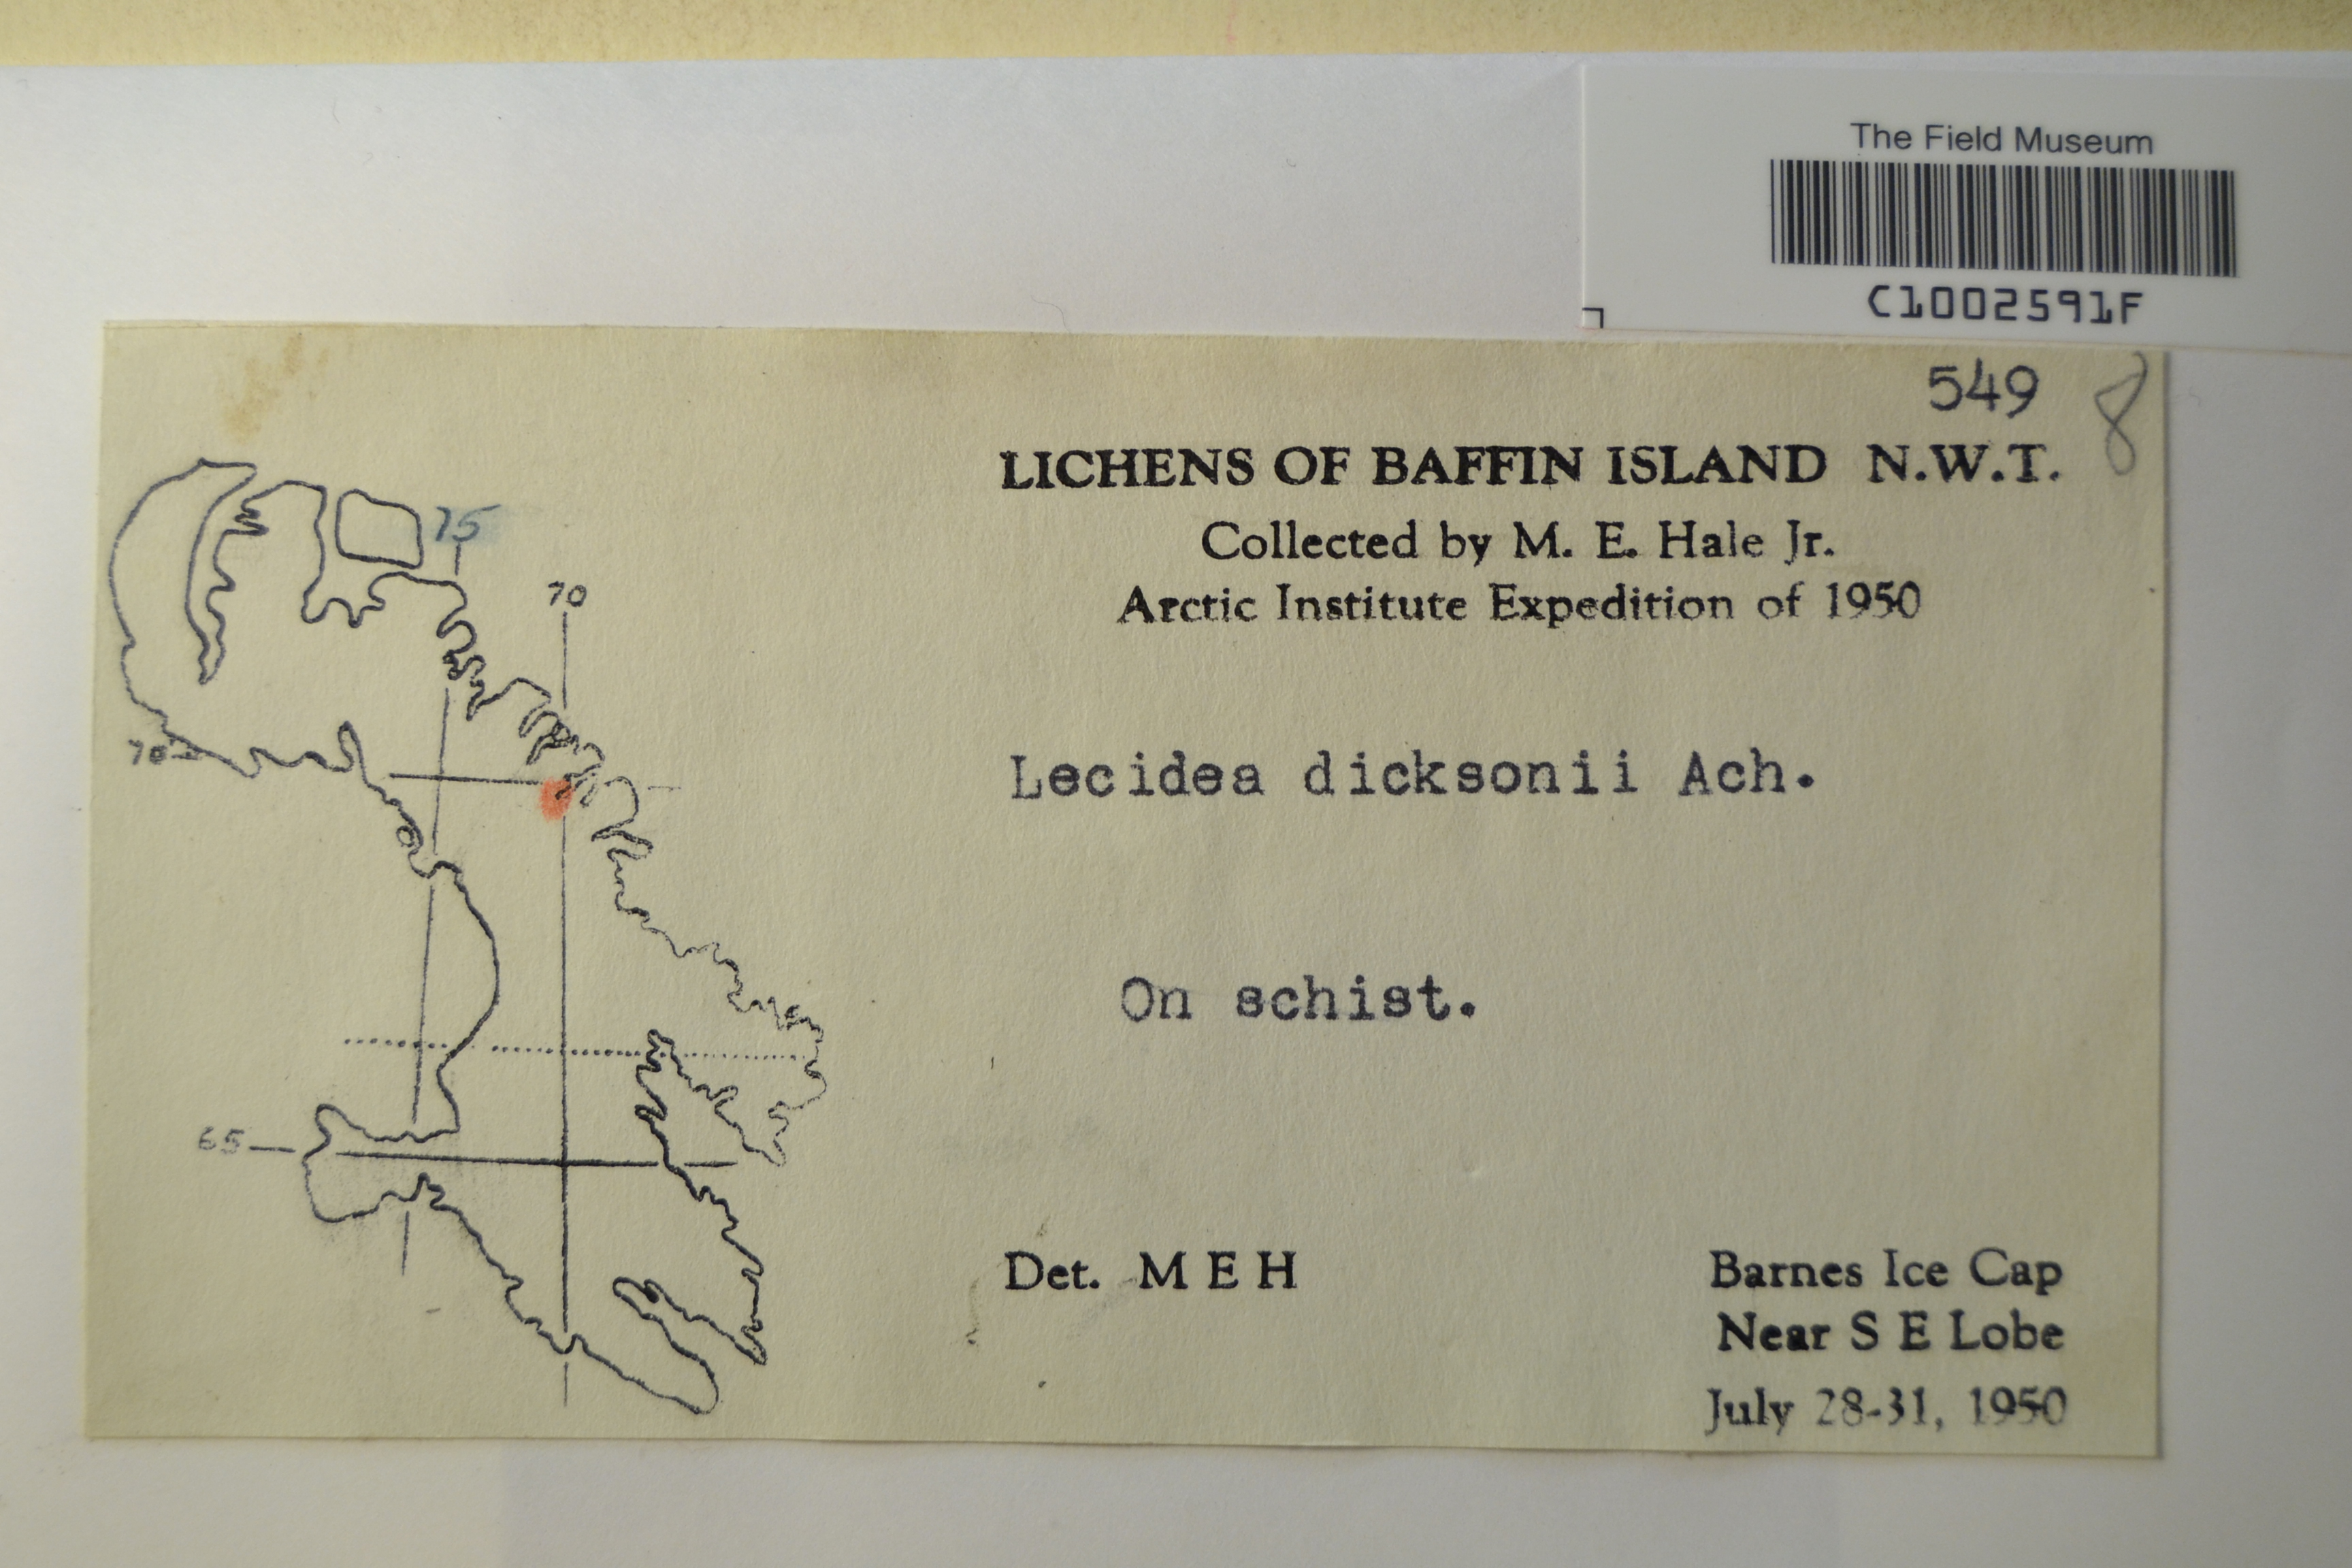 The Field Museum
C1002591F
549 8
LICHENS OF BAFFIN ISLAND N.W.T.
Collected by M. E. Hale Jr.
Arctic Institute Expedition of 1950
Lecidea dicksonii Ach.
On schist.
Det. M E H
Barnes Ice Cap
Near S E Lobe
July 28-31, 1950
75
70
70
65